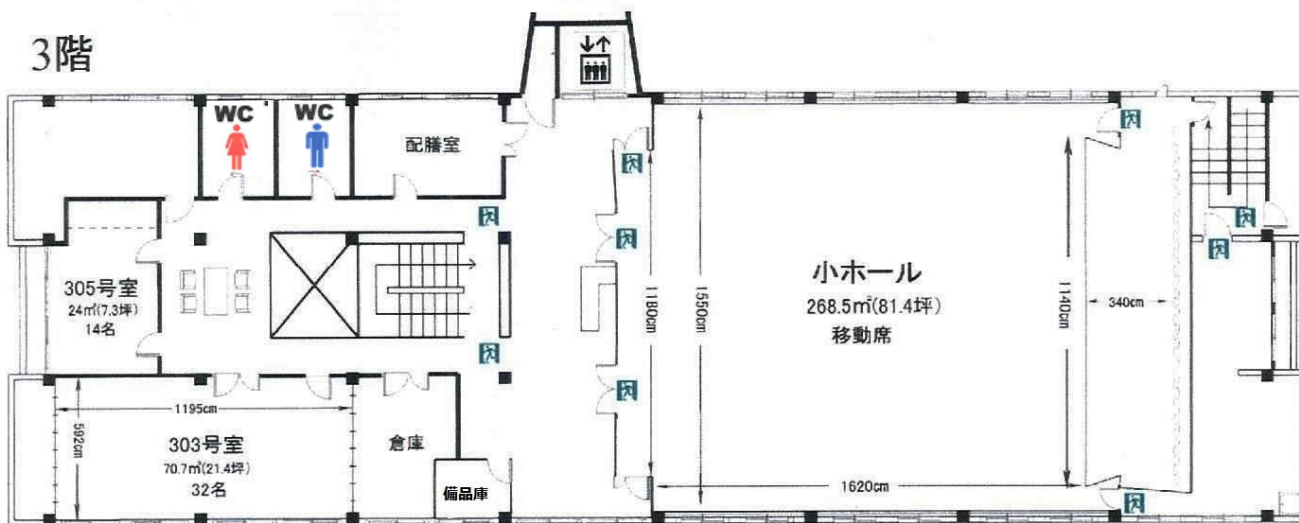 3階
WC
WC
配膳室
305号室
24㎡(7.3坪)
14名
小ホール
268.5㎡(81.4坪)
移動席
1180cm
1550cm
1140cm
340cm
1195cm
592cm
303号室
70.7㎡(21.4坪)
32名
倉庫
備品庫
1620cm